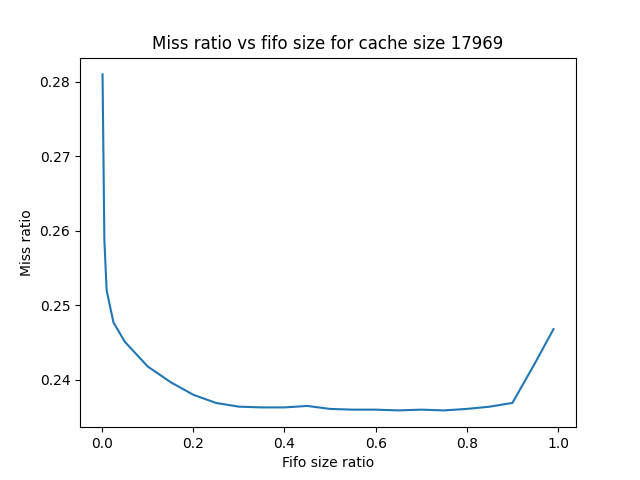 Miss ratio vs fifo size for cache size 17969
0.28
0.27
0.26
0.25
0.24
Miss ratio
0.0 0.2 0.4 0.6 0.8 1.0
Fifo size ratio